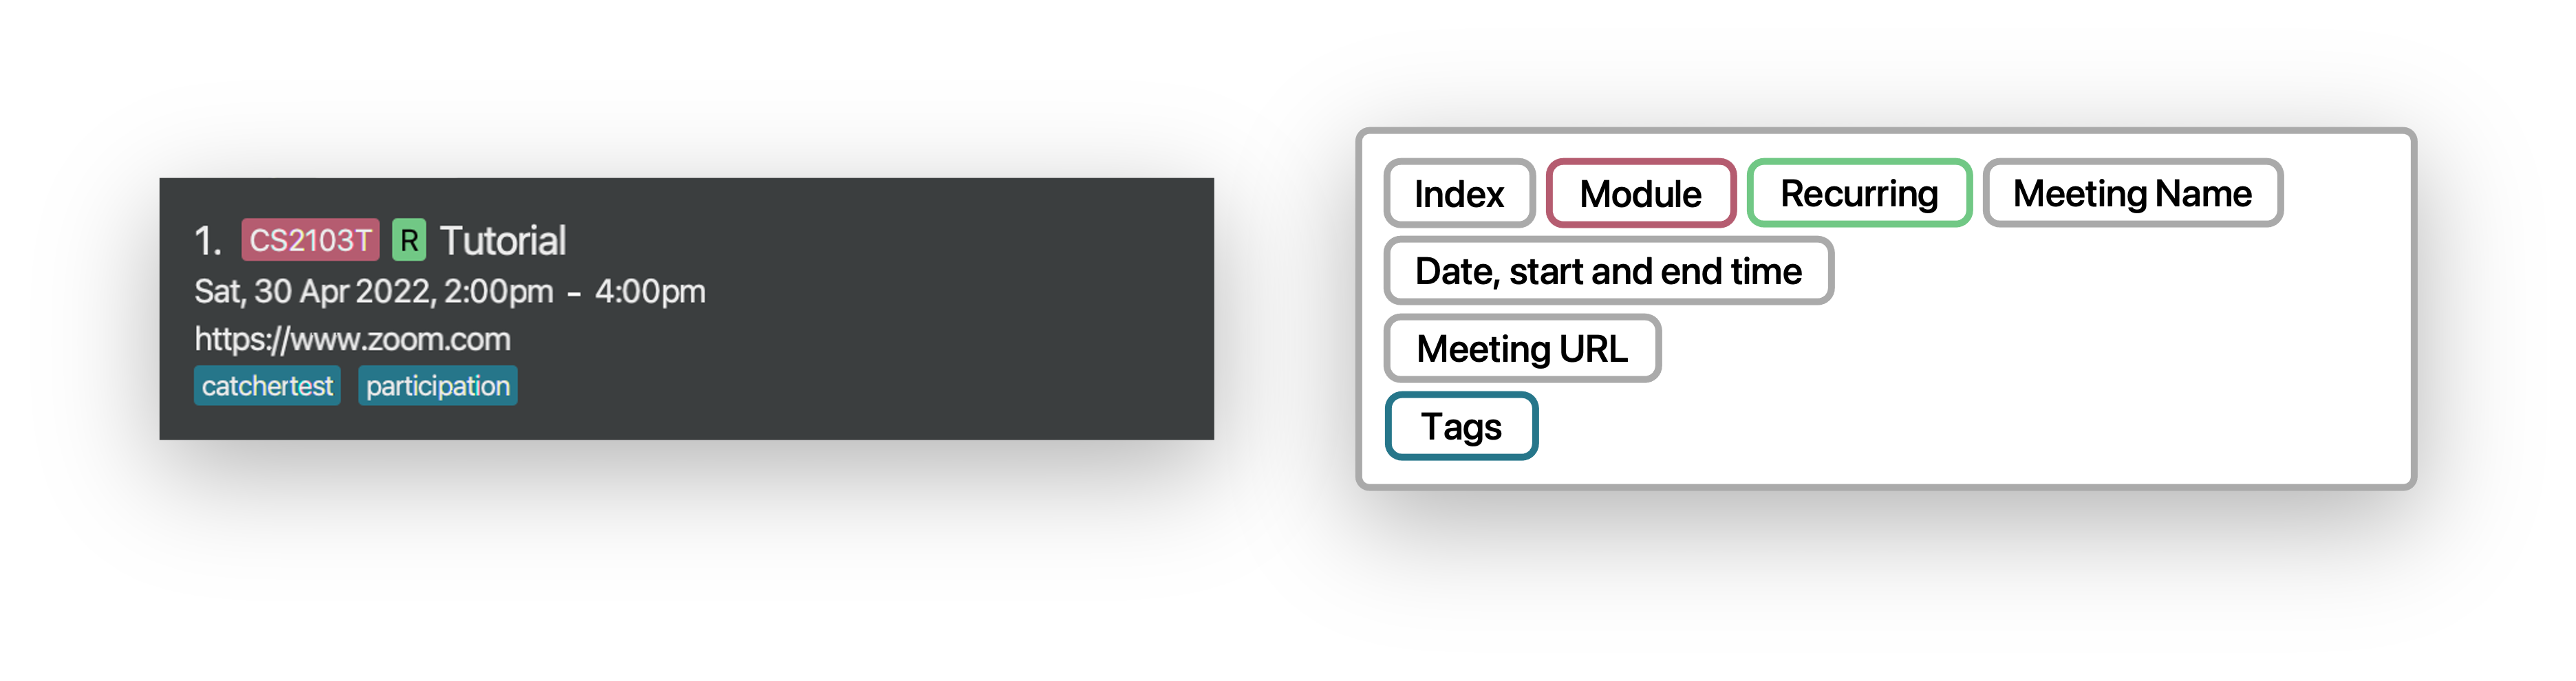 1. CS2103T R Tutorial
Sat, 30 Apr 2022, 2:00pm - 4:00pm
https://www.zoom.com
catchertest participation
Index Module Recurring Meeting Name
Date, start and end time
Meeting URL
Tags